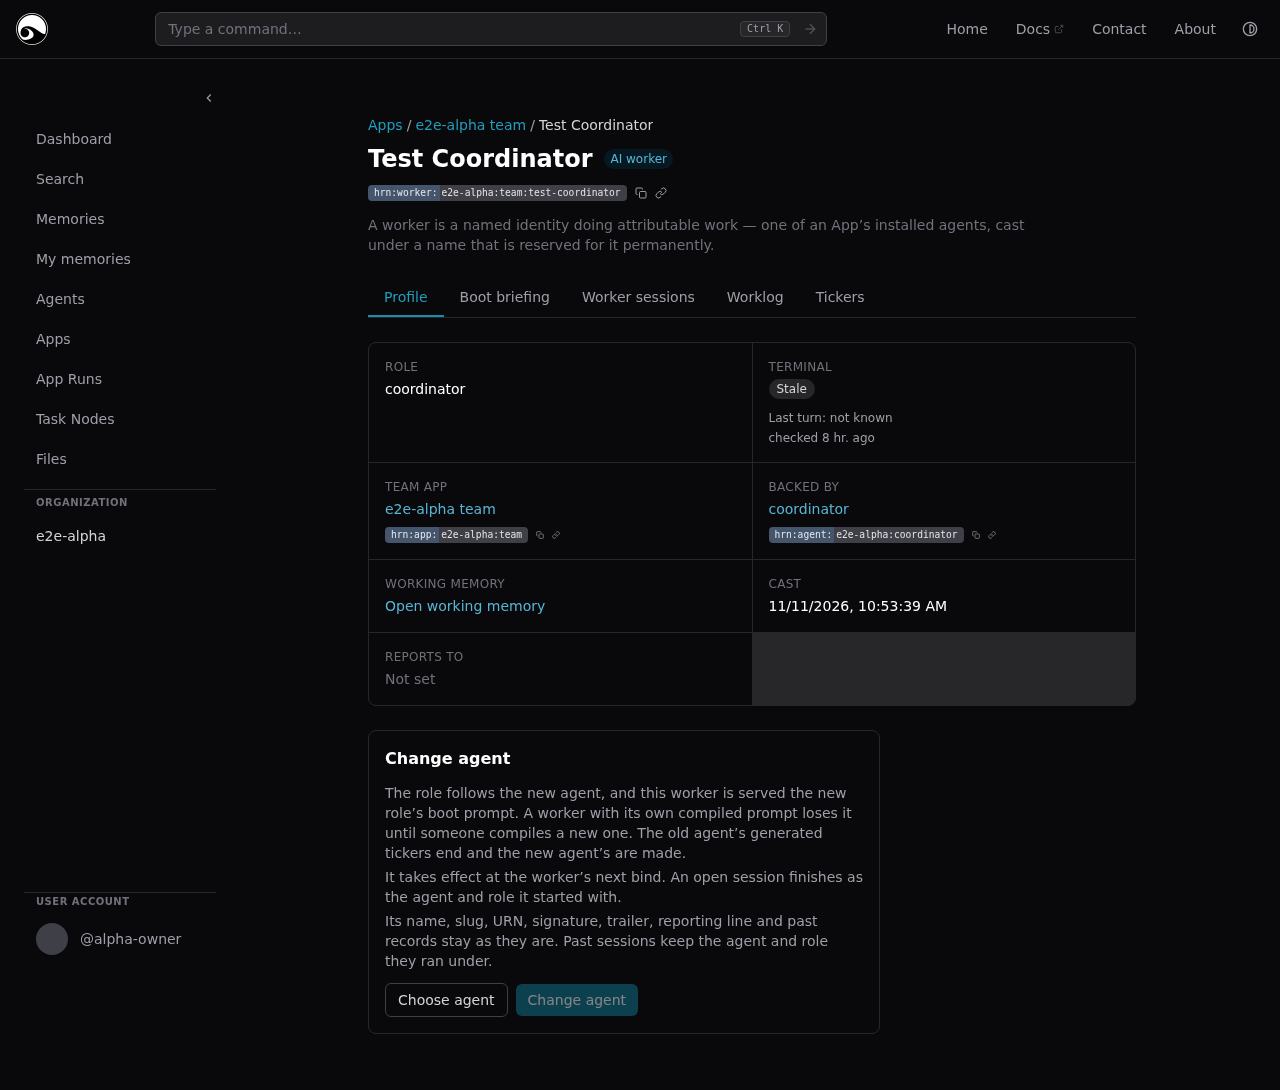 Type a command...
Ctrl K
Home
Docs
Contact
About
Dashboard
Search
Memories
My memories
Agents
Apps
App Runs
Task Nodes
Files
ORGANIZATION
e2e-alpha
USER ACCOUNT
@alpha-owner
Apps / e2e-alpha team / Test Coordinator
Test Coordinator
AI worker
hrn:worker: e2e-alpha:team:test-coordinator
A worker is a named identity doing attributable work — one of an App’s installed agents, cast
under a name that is reserved for it permanently.
Profile
Boot briefing
Worker sessions
Worklog
Tickers
ROLE
coordinator
TERMINAL
Stale
Last turn: not known
checked 8 hr. ago
TEAM APP
e2e-alpha team
hrn:app: e2e-alpha:team
BACKED BY
coordinator
hrn:agent: e2e-alpha:coordinator
WORKING MEMORY
Open working memory
CAST
11/11/2026, 10:53:39 AM
REPORTS TO
Not set
Change agent
The role follows the new agent, and this worker is served the new
role’s boot prompt. A worker with its own compiled prompt loses it
until someone compiles a new one. The old agent’s generated
tickers end and the new agent’s are made.
It takes effect at the worker’s next bind. An open session finishes as
the agent and role it started with.
Its name, slug, URN, signature, trailer, reporting line and past
records stay as they are. Past sessions keep the agent and role
they ran under.
Choose agent
Change agent